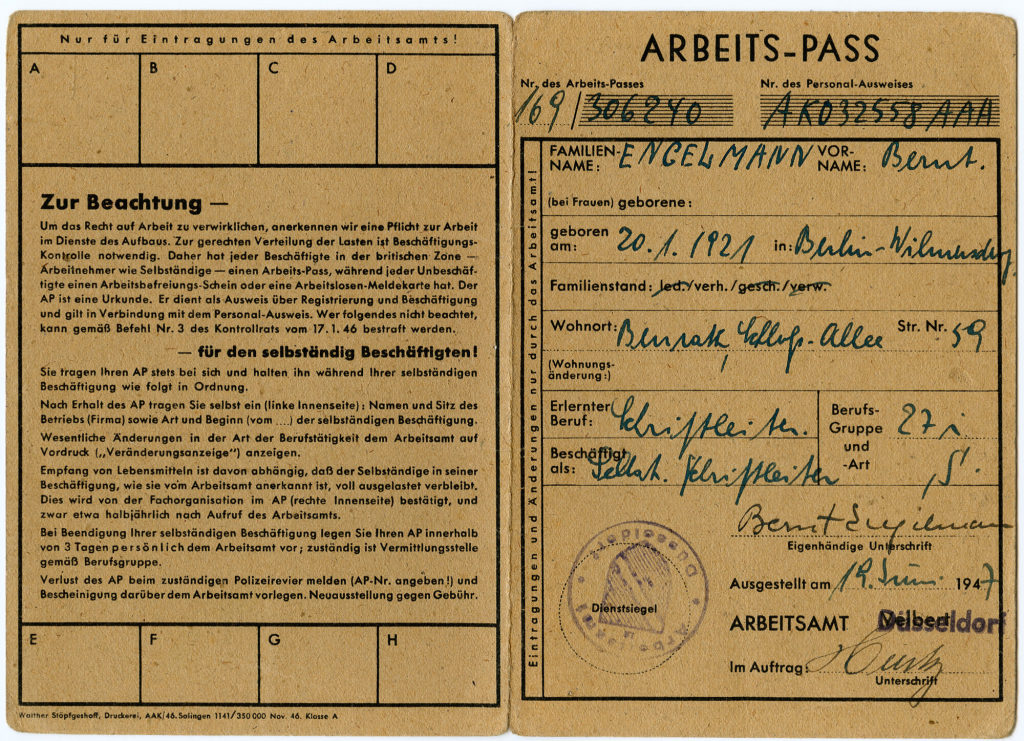 Nur für Eintragungen des Arbeitsamts!
A B C D
Zur Beachtung —
Um das Recht auf Arbeit zu verwirklichen, anerkennen wir eine Pflicht zur Arbeit
im Dienste des Aufbaus. Zur gerechten Verteilung der Lasten ist Beschäftigungs-
Kontrolle notwendig. Daher hat jeder Beschäftigte in der britischen Zone —
Arbeitnehmer wie Selbständige — einen Arbeits-Pass, während jeder Unbeschäf-
tigte einen Arbeitsbefreiungs-Schein oder eine Arbeitslosen-Meldekarte hat. Der
AP ist eine Urkunde. Er dient als Ausweis über Registrierung und Beschäftigung
und gilt in Verbindung mit dem Personal-Ausweis. Wer folgendes nicht beachtet,
kann gemäß Befehl Nr. 3 des Kontrollrats vom 17. 1. 46 bestraft werden.
— für den selbständig Beschäftigten!
Sie tragen Ihren AP stets bei sich und halten ihn während Ihrer selbständigen
Beschäftigung wie folgt in Ordnung.
Nach Erhalt des AP tragen Sie selbst ein (linke Innenseite): Namen und Sitz des
Betriebs (Firma) sowie Art und Beginn (vom ....) der selbständigen Beschäftigung.
Wesentliche Änderungen in der Art der Berufstätigkeit dem Arbeitsamt auf
Vordruck („Veränderungsanzeige") anzeigen.
Empfang von Lebensmitteln ist davon abhängig, daß der Selbständige in seiner
Beschäftigung, wie sie vom Arbeitsamt anerkannt ist, voll ausgelastet verbleibt.
Dies wird von der Fachorganisation im AP (rechte Innenseite) bestätigt, und
zwar etwa halbjährlich nach Aufruf des Arbeitsamts.
Bei Beendigung Ihrer selbständigen Beschäftigung legen Sie Ihren AP innerhalb
von 3 Tagen persönlich dem Arbeitsamt vor; zuständig ist Vermittlungsstelle
gemäß Berufsgruppe.
Verlust des AP beim zuständigen Polizeirevier melden (AP-Nr. angeben!) und
Bescheinigung darüber dem Arbeitsamt vorlegen. Neuausstellung gegen Gebühr.
E F G H
Walther Stöpfgeshoff, Druckerei, AAK/46. Solingen 1141/350 000 Nov. 46. Klasse A
ARBEITS-PASS
Nr. des Arbeits-Passes Nr. des Personal-Ausweises
169/306240 AK032558AAA
Eintragungen und Änderungen nur durch das Arbeitsamt!
FAMILIEN-NAME: ENGELMANN VOR-NAME: Bernt.
(bei Frauen) geborene:
geboren am: 20.1.1921 in: Berlin-Wilmersdorf
Familienstand: led./verh./gesch./verw.
Wohnort: Benrath, Schloß-Allee Str. Nr. 59
(Wohnungs-änderung:)
Erlernter Beruf: Schriftleiter.
Beschäftigt als: Selbst. Schriftleiter
Berufs-Gruppe und -Art 27
Bernt Engelmann
Eigenhändige Unterschrift
Dienstsiegel
Ausgestellt am 19. Juni 1947
ARBEITSAMT Velbert Düsseldorf
Im Auftrag:
Unterschrift